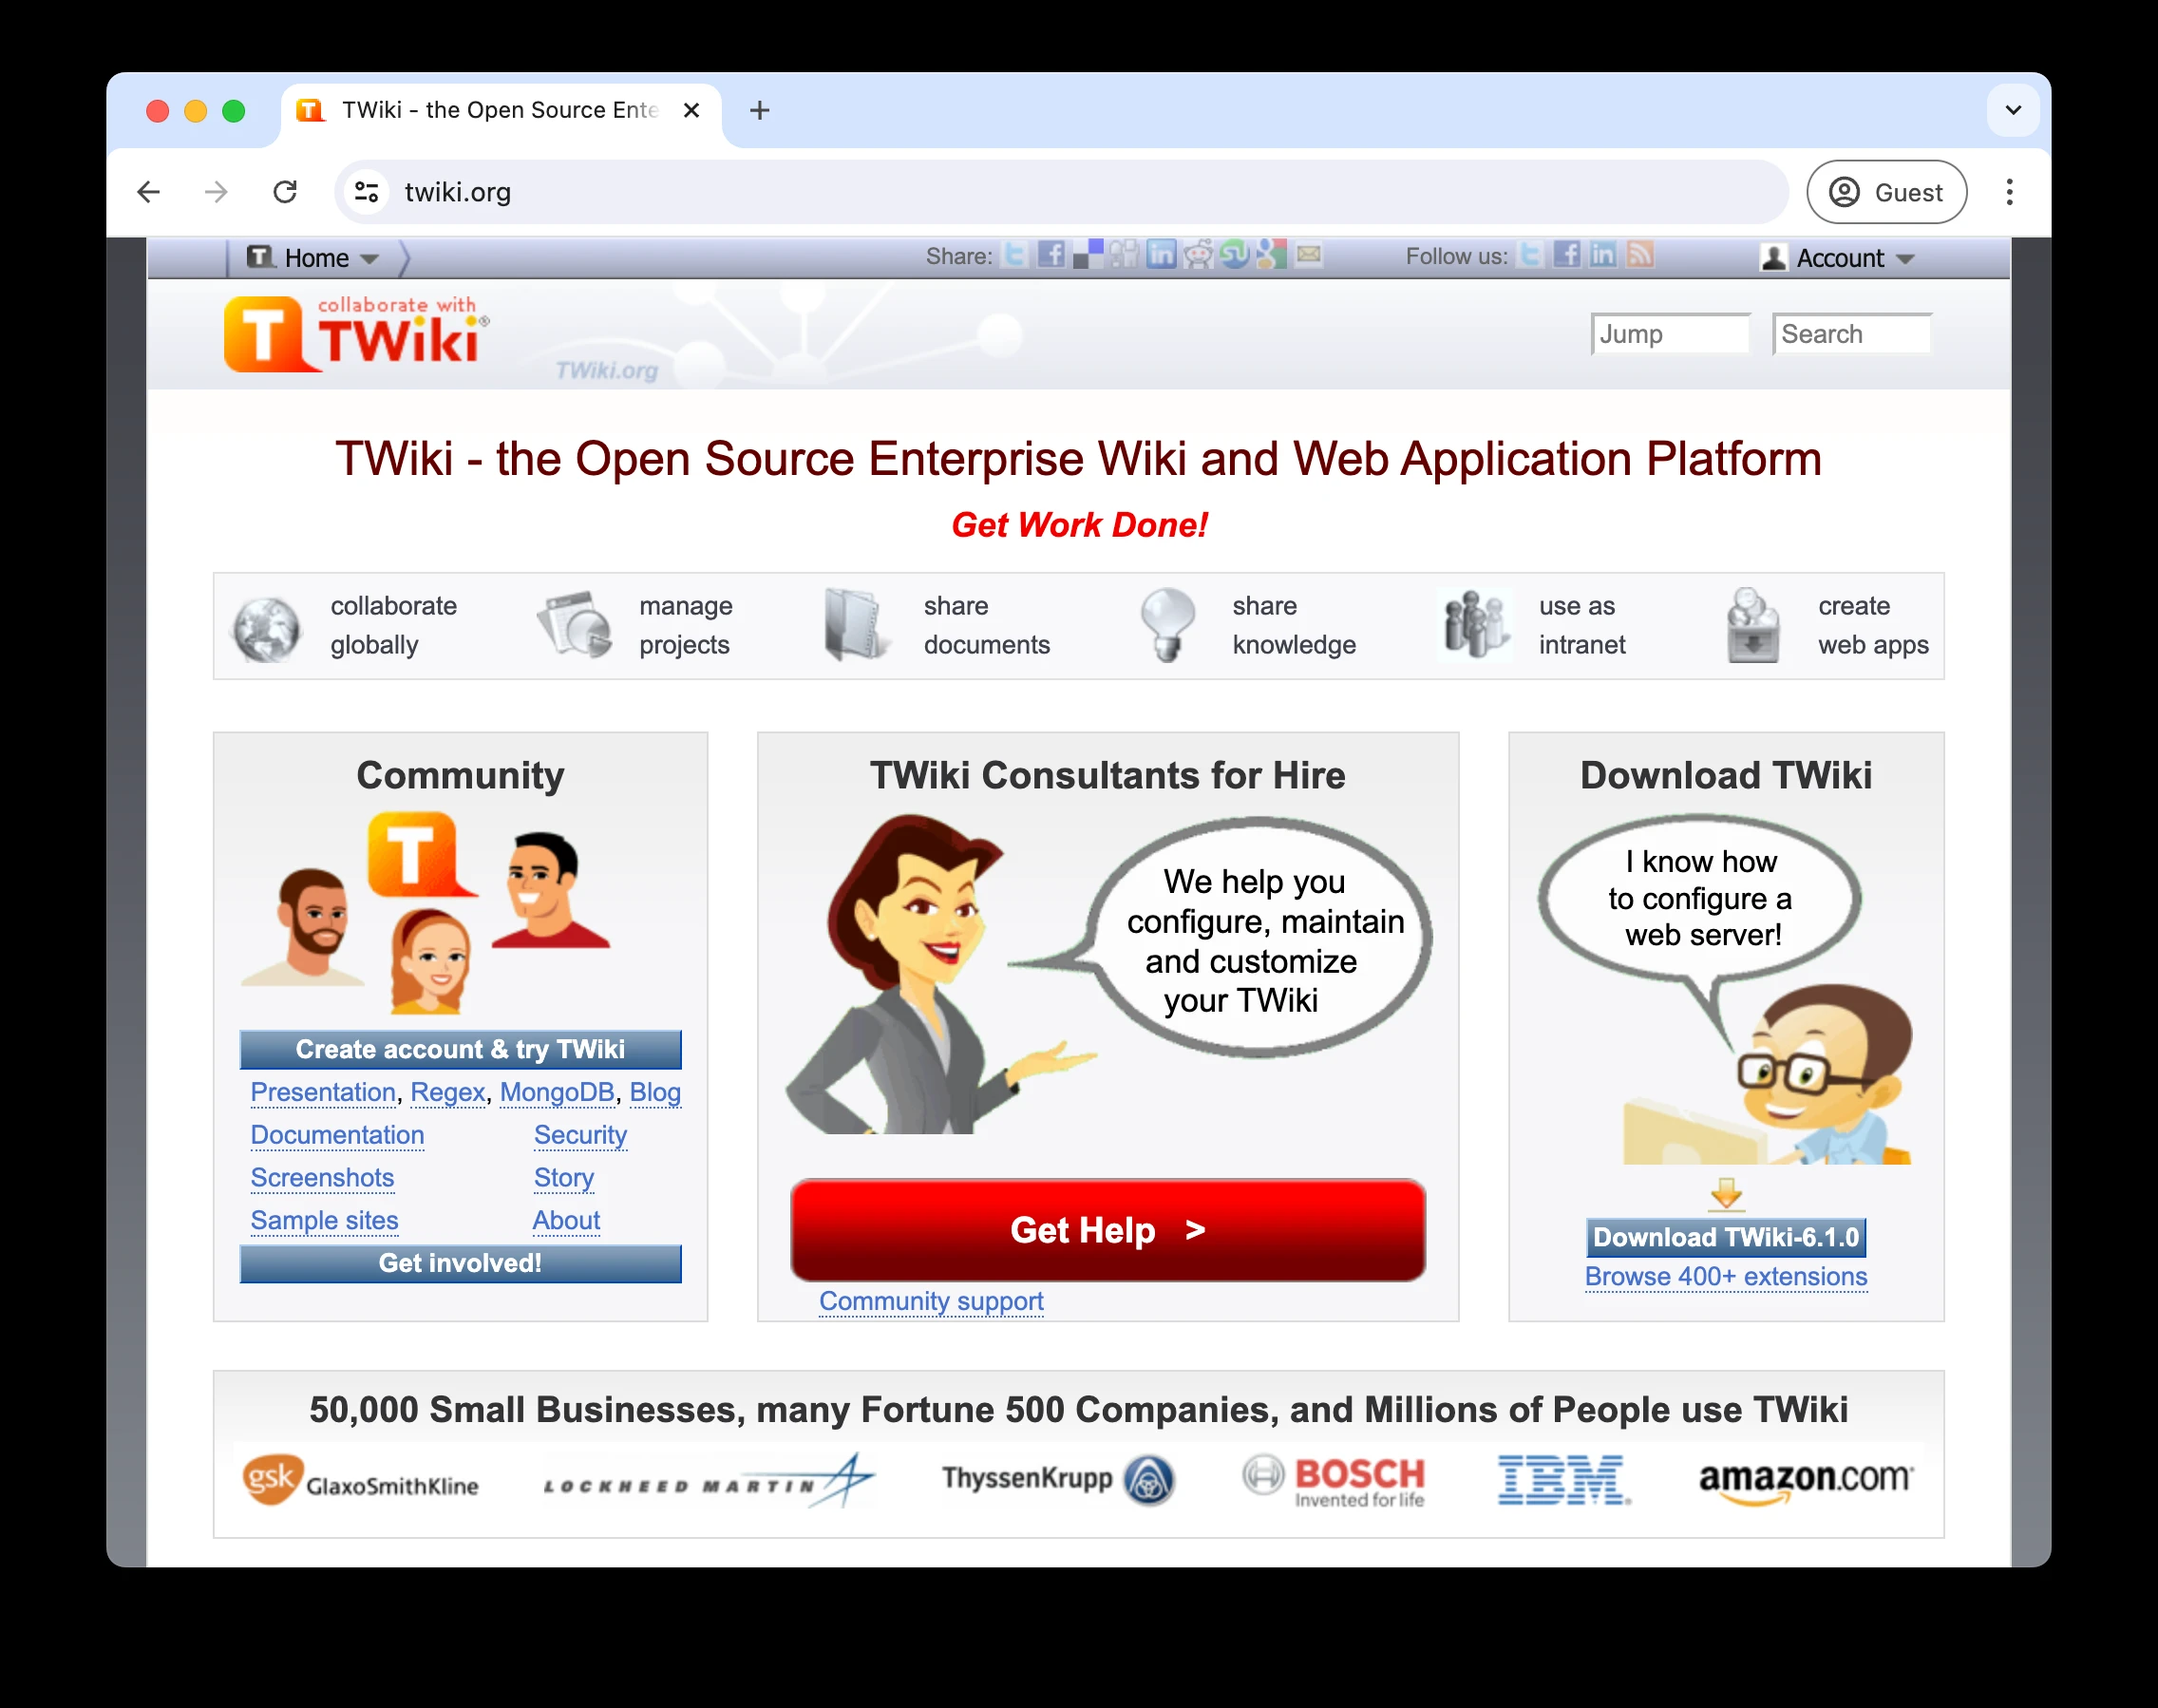 TWiki - the Open Source Ente
twiki.org
Guest
Home
Share:
Follow us:
Account
collaborate with
TWiki®
TWiki.org
Jump
Search
TWiki - the Open Source Enterprise Wiki and Web Application Platform
Get Work Done!
collaborate
globally
manage
projects
share
documents
share
knowledge
use as
intranet
create
web apps
Community
T
Create account & try TWiki
Presentation, Regex, MongoDB, Blog
Documentation
Security
Screenshots
Story
Sample sites
About
Get involved!
TWiki Consultants for Hire
We help you
configure, maintain
and customize
your TWiki
Get Help >
Community support
Download TWiki
I know how
to configure a
web server!
Download TWiki-6.1.0
Browse 400+ extensions
50,000 Small Businesses, many Fortune 500 Companies, and Millions of People use TWiki
gsk GlaxoSmithKline
LOCKHEED MARTIN
ThyssenKrupp
BOSCH
Invented for life
IBM®
amazon.com